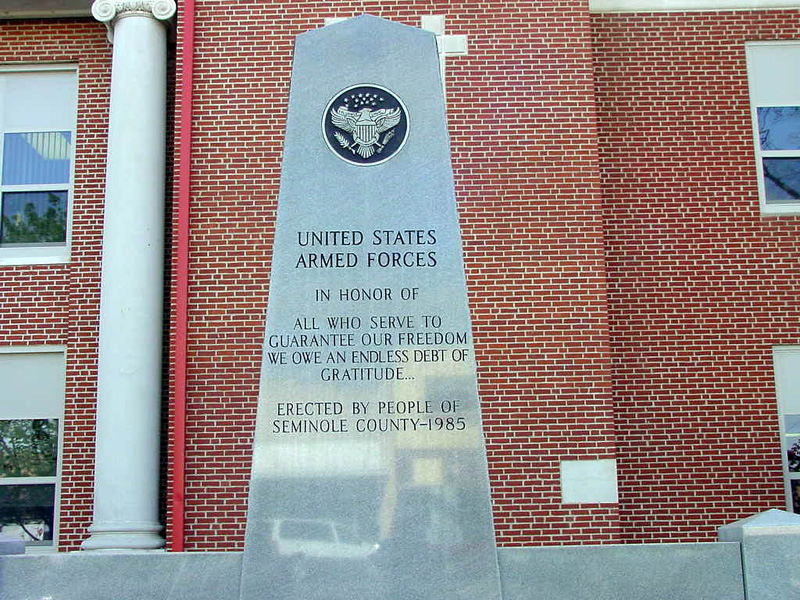 UNITED STATES
ARMED FORCES
IN HONOR OF
ALL WHO SERVE TO
GUARANTEE OUR FREEDOM
WE OWE AN ENDLESS DEBT OF
GRATITUDE...
ERECTED BY PEOPLE OF
SEMINOLE COUNTY-1985